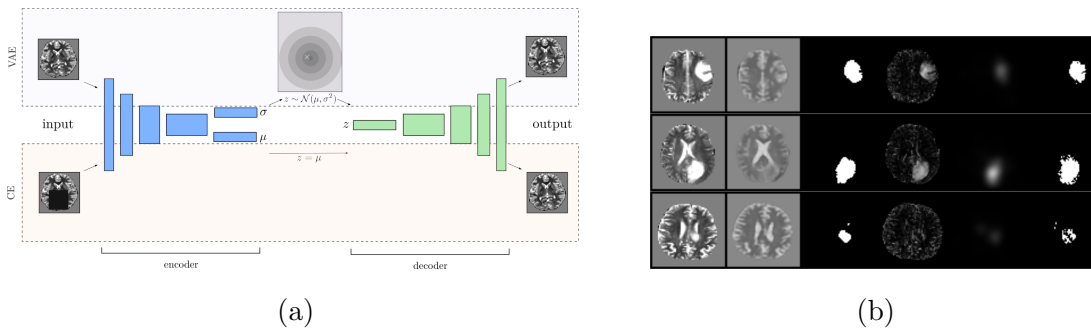 VAE
z ∼ 𝒩(μ, σ²)
σ
input
z
output
μ
z = μ
CE
encoder
decoder
(a)
(b)